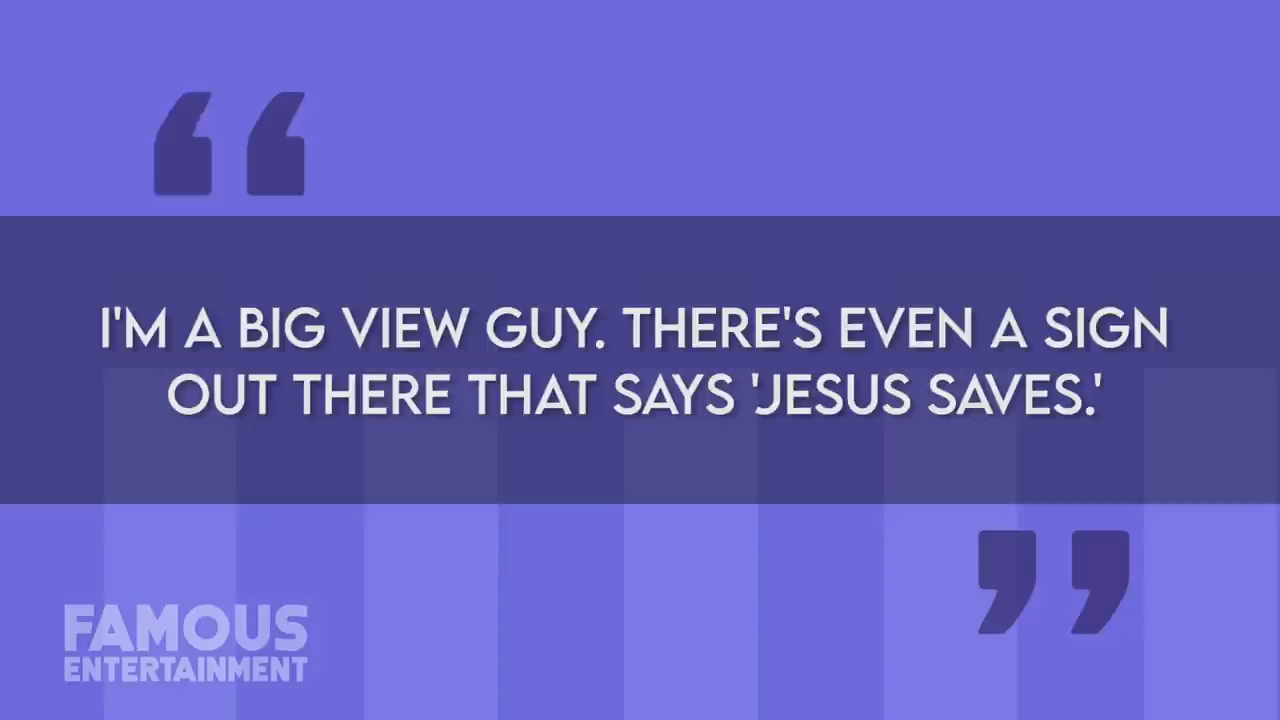 I'M A BIG VIEW GUY. THERE'S EVEN A SIGN
OUT THERE THAT SAYS 'JESUS SAVES.'
FAMOUS
ENTERTAINMENT